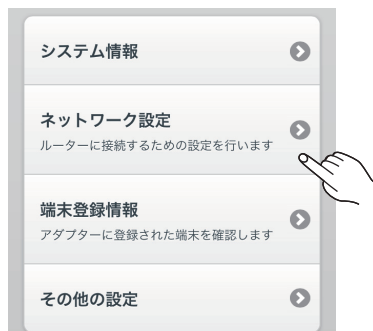 システム情報
ネットワーク設定
ルーターに接続するための設定を行います
端末登録情報
アダプターに登録された端末を確認します
その他の設定